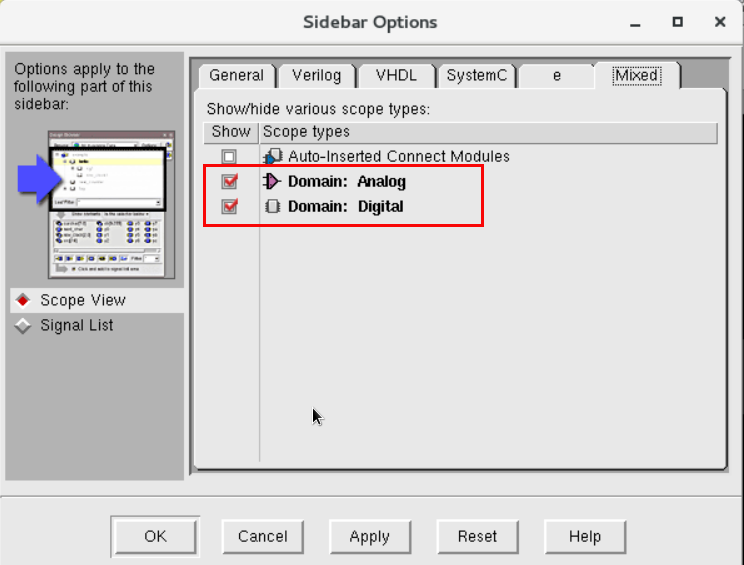 Sidebar Options
Options apply to the
following part of this
sidebar:
Scope View
Signal List
General
Verilog
VHDL
SystemC
e
Mixed
Show/hide various scope types:
Show
Scope types
Auto-Inserted Connect Modules
Domain: Analog
Domain: Digital
OK
Cancel
Apply
Reset
Help